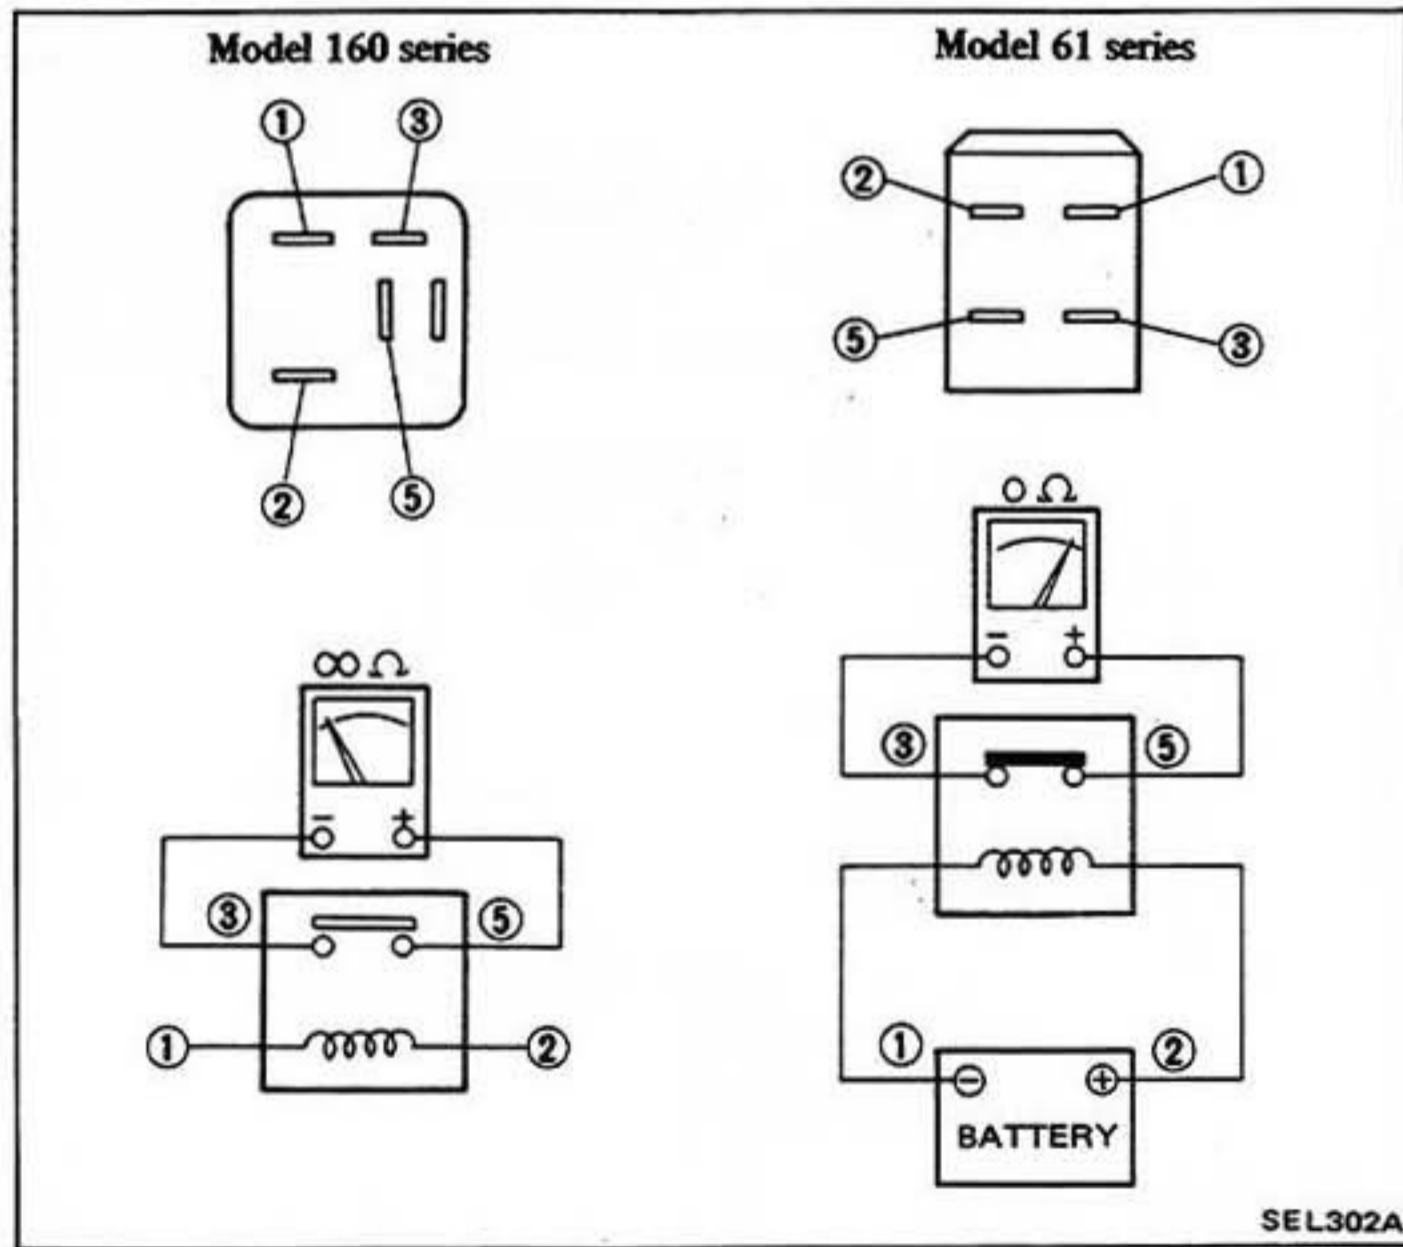 Model 160 series
Model 61 series
① ③
② ①
⑤ ③
② ⑤
0 Ω
- +
∞ Ω
③ ⑤
- +
③ ⑤
① ②
① ②
- +
BATTERY
SEL302A